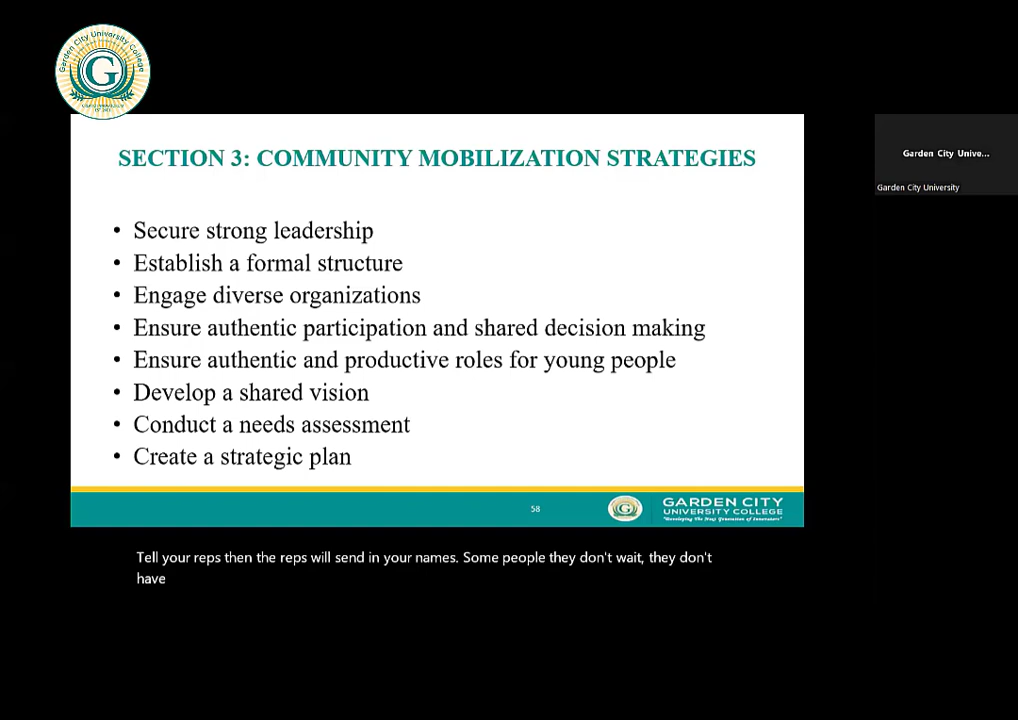 Garden City University College
G
SECTION 3: COMMUNITY MOBILIZATION STRATEGIES
Garden City Unive...
Garden City University
• Secure strong leadership
• Establish a formal structure
• Engage diverse organizations
• Ensure authentic participation and shared decision making
• Ensure authentic and productive roles for young people
• Develop a shared vision
• Conduct a needs assessment
• Create a strategic plan
58
GARDEN CITY
UNIVERSITY COLLEGE
"Developing The Next Generation of Innovators"
Tell your reps then the reps will send in your names. Some people they don't wait, they don't
have